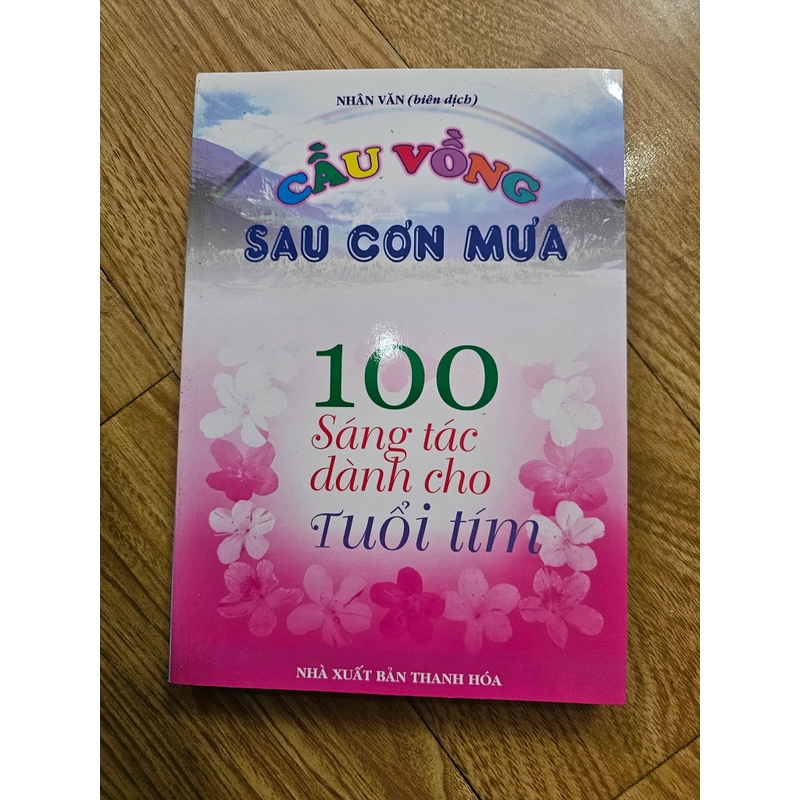 NHÂN VĂN (biên dịch)
CẦU VỒNG
SAU CƠN MƯA
100
Sáng tác
dành cho
Tuổi tím
NHÀ XUẤT BẢN THANH HÓA